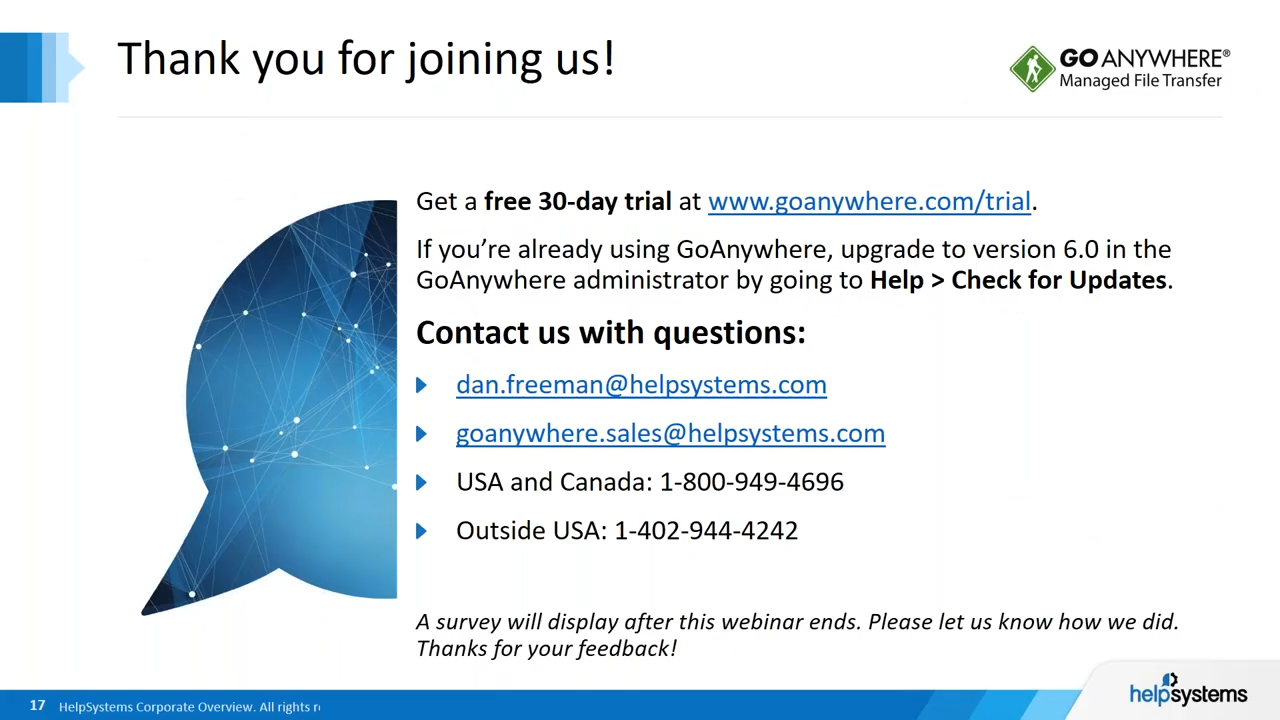 Thank you for joining us!
GO ANYWHERE®
Managed File Transfer
Get a free 30-day trial at www.goanywhere.com/trial.
If you’re already using GoAnywhere, upgrade to version 6.0 in the
GoAnywhere administrator by going to Help > Check for Updates.
Contact us with questions:
dan.freeman@helpsystems.com
goanywhere.sales@helpsystems.com
USA and Canada: 1-800-949-4696
Outside USA: 1-402-944-4242
A survey will display after this webinar ends. Please let us know how we did.
Thanks for your feedback!
17 HelpSystems Corporate Overview. All rights
helpsystems